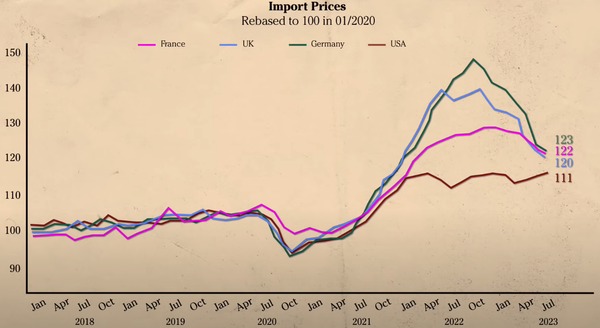 Import Prices
Rebased to 100 in 01/2020
France UK Germany USA
150
140
130
120
110
100
90
123
122
120
111
Jan Apr Jul Oct Jan Apr Jul Oct Jan Apr Jul Oct Jan Apr Jul Oct Jan Apr Jul Oct Jan Apr Jul
2018 2019 2020 2021 2022 2023